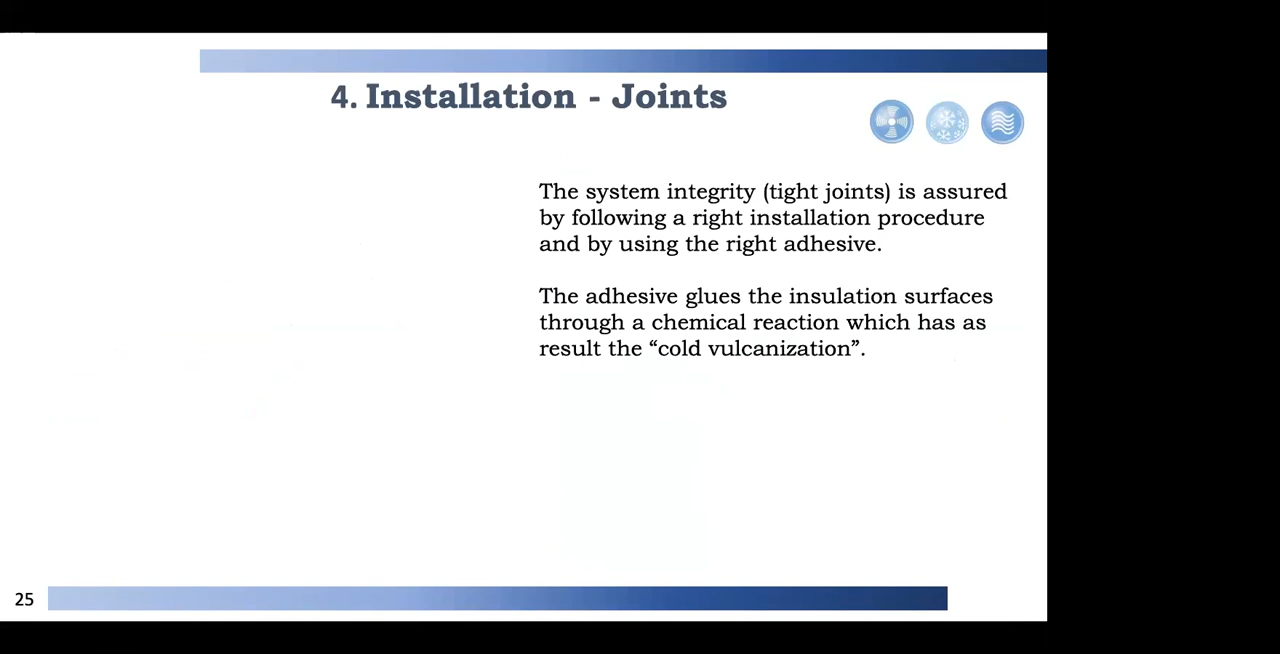 4. Installation - Joints
The system integrity (tight joints) is assured
by following a right installation procedure
and by using the right adhesive.
The adhesive glues the insulation surfaces
through a chemical reaction which has as
result the “cold vulcanization”.
25